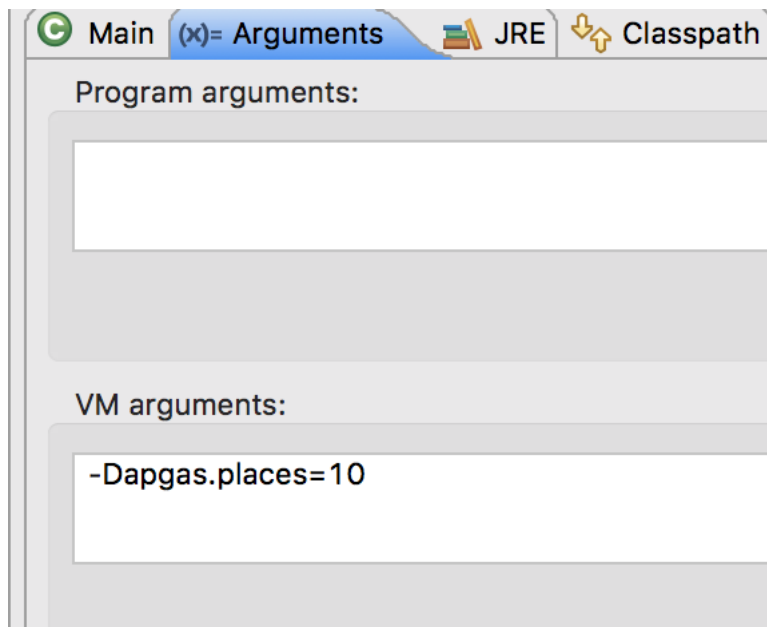 Main (x)= Arguments JRE Classpath
Program arguments:
VM arguments:
-Dapgas.places=10